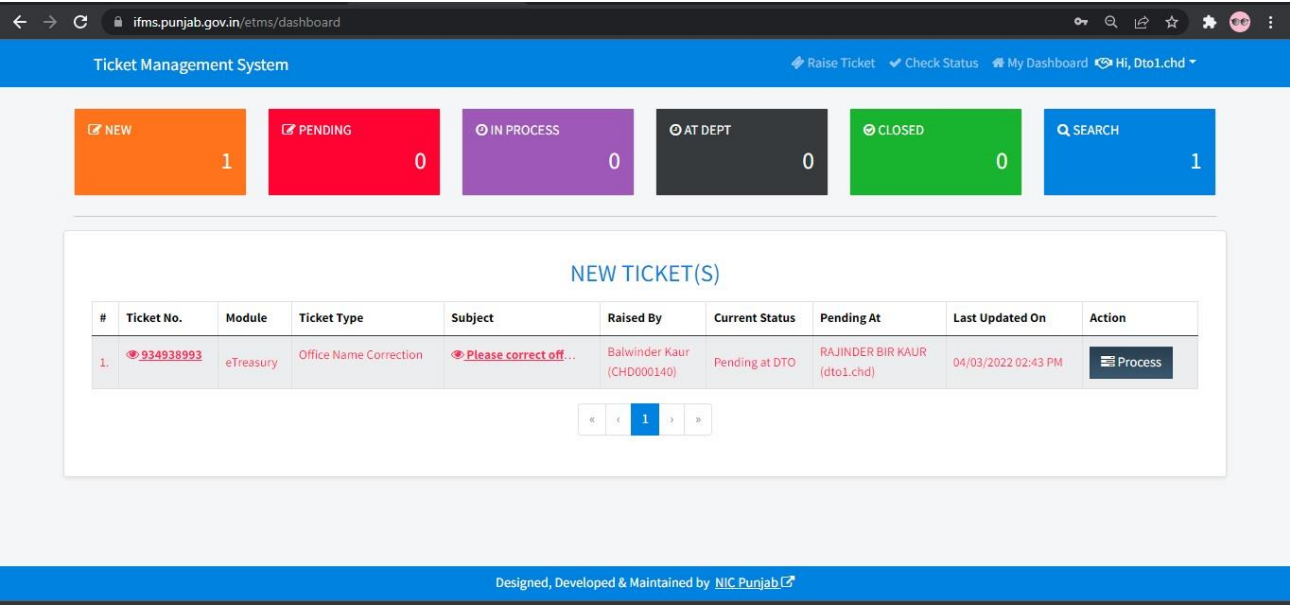 ifms.punjab.gov.in/etms/dashboard
Ticket Management System
Raise Ticket Check Status My Dashboard Hi, Dto1.chd
NEW PENDING IN PROCESS AT DEPT CLOSED SEARCH
1 0 0 0 0 1
NEW TICKET(S)
# Ticket No. Module Ticket Type Subject Raised By Current Status Pending At Last Updated On Action
1. 934938993 eTreasury Office Name Correction Please correct off... Balwinder Kaur (CHD000140) Pending at DTO RAJINDER BIR KAUR (dto1.chd) 04/03/2022 02:43 PM Process
« ‹ 1 › »
Designed, Developed & Maintained by NIC Punjab